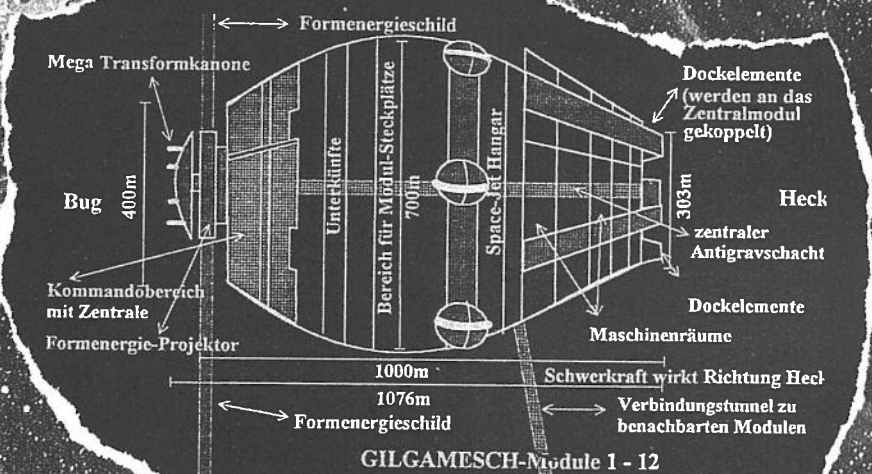 Formenergieschild
Mega Transformkanone
Dockelemente
(werden an das
Zentralmodul
gekoppelt)
400m
Unterkünfte
Bereich für Modul-Steckplätze
700m
Space-Jet Hangar
303m
Bug
Heck
zentraler
Antigravschacht
Kommandobereich
mit Zentrale
Dockelemente
Formenergie-Projektor
Maschinenräume
1000m
Schwerkraft wirkt Richtung Heck
1076m
Formenergieschild
Verbindungstunnel zu
benachbarten Modulen
GILGAMESCH-Module 1 - 12